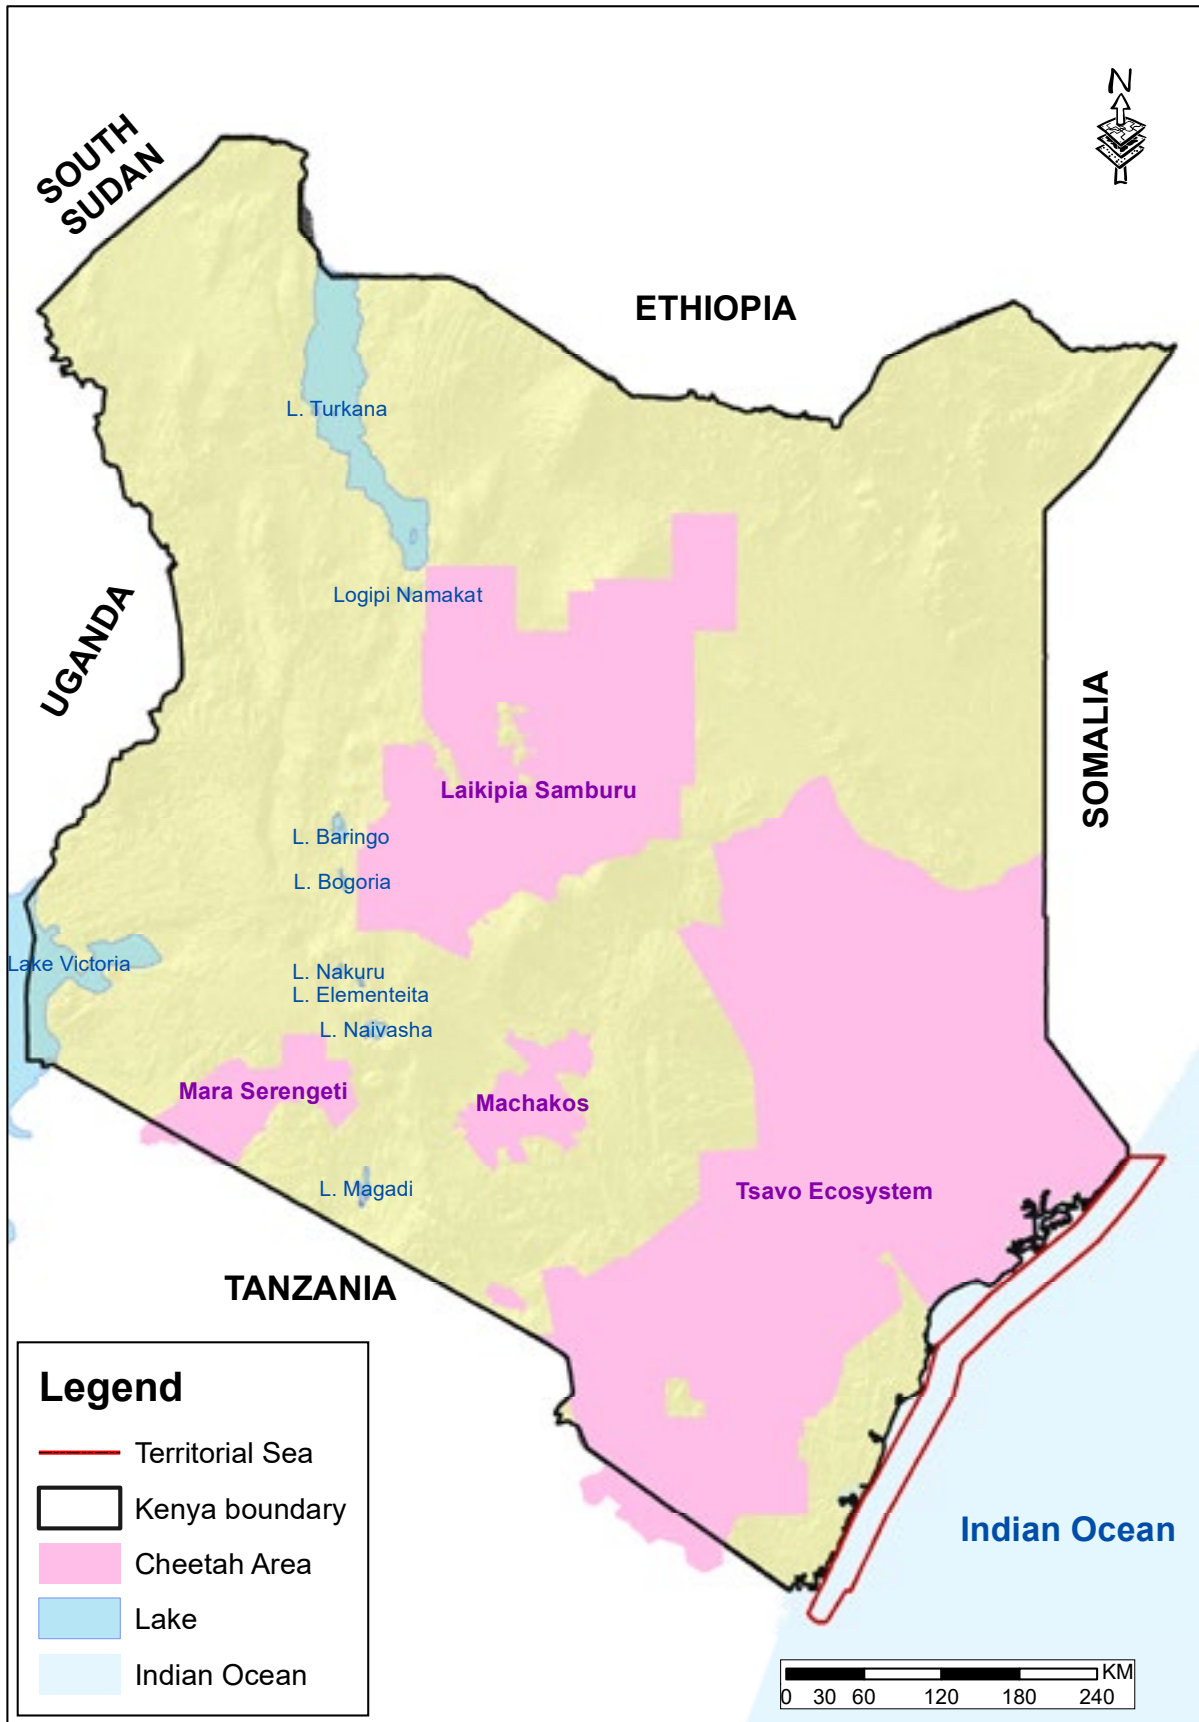 N
SOUTH
SUDAN
ETHIOPIA
L. Turkana
Logipi Namakat
UGANDA
SOMALIA
Laikipia Samburu
L. Baringo
L. Bogoria
Lake Victoria
L. Nakuru
L. Elementeita
L. Naivasha
Mara Serengeti
Machakos
L. Magadi
Tsavo Ecosystem
TANZANIA
Legend
Territorial Sea
Kenya boundary
Cheetah Area
Lake
Indian Ocean
Indian Ocean
KM
0 30 60 120 180 240